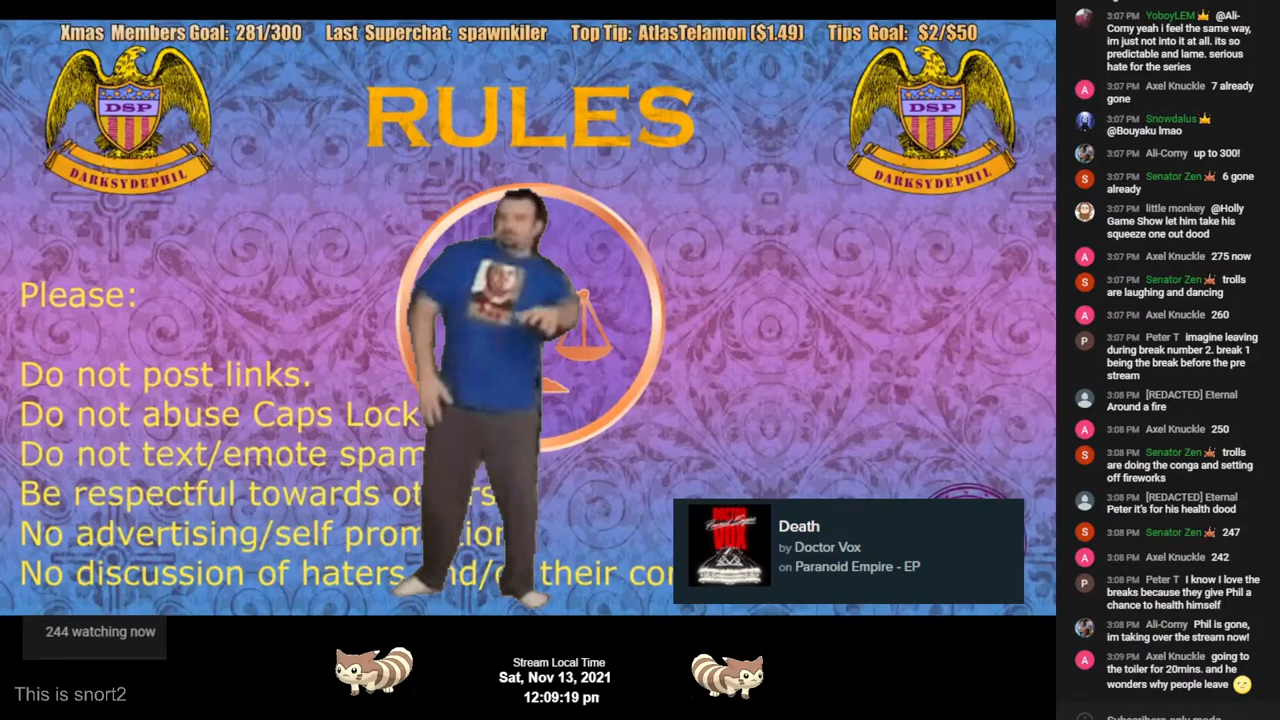 Xmas Members Goal: 281/300 Last Superchat: spawnkiler Top Tip: AtlasTelamon ($1.49) Tips Goal: $2/$50
DSP
DARKSYDEPHIL
RULES
DSP
DARKSYDEPHIL
Please:
Do not post links.
Do not abuse Caps Lock
Do not text/emote spam
Be respectful towards others
No advertising/self promotion
No discussion of haters and/or their
Death
by Doctor Vox
on Paranoid Empire - EP
DOCTOR
VOX
244 watching now
This is snort2
Stream Local Time
Sat, Nov 13, 2021
12:09:19 pm
3:07 PM YoboyLEM @Ali-
Corny yeah i feel the same way,
im just not into it at all. its so
predictable and lame. serious
hate for the series
3:07 PM Axel Knuckle 7 already
gone
3:07 PM Snowdalus
@Bouyaku lmao
3:07 PM Ali-Corny up to 300!
3:07 PM Senator Zen 6 gone
already
3:07 PM little monkey @Holly
Game Show let him take his
squeeze one out dood
3:07 PM Axel Knuckle 275 now
3:07 PM Senator Zen trolls
are laughing and dancing
3:07 PM Axel Knuckle 260
3:07 PM Peter T imagine leaving
during break number 2. break 1
being the break before the pre
stream
3:08 PM [REDACTED] Eternal
Around a fire
3:08 PM Axel Knuckle 250
3:08 PM Senator Zen trolls
are doing the conga and setting
off fireworks
3:08 PM [REDACTED] Eternal
Peter it's for his health dood
3:08 PM Senator Zen 247
3:08 PM Axel Knuckle 242
3:08 PM Peter T I know I love the
breaks because they give Phil a
chance to health himself
3:08 PM Ali-Corny Phil is gone,
im taking over the stream now!
3:09 PM Axel Knuckle going to
the toiler for 20mins. and he
wonders why people leave
Subscribers-only mode